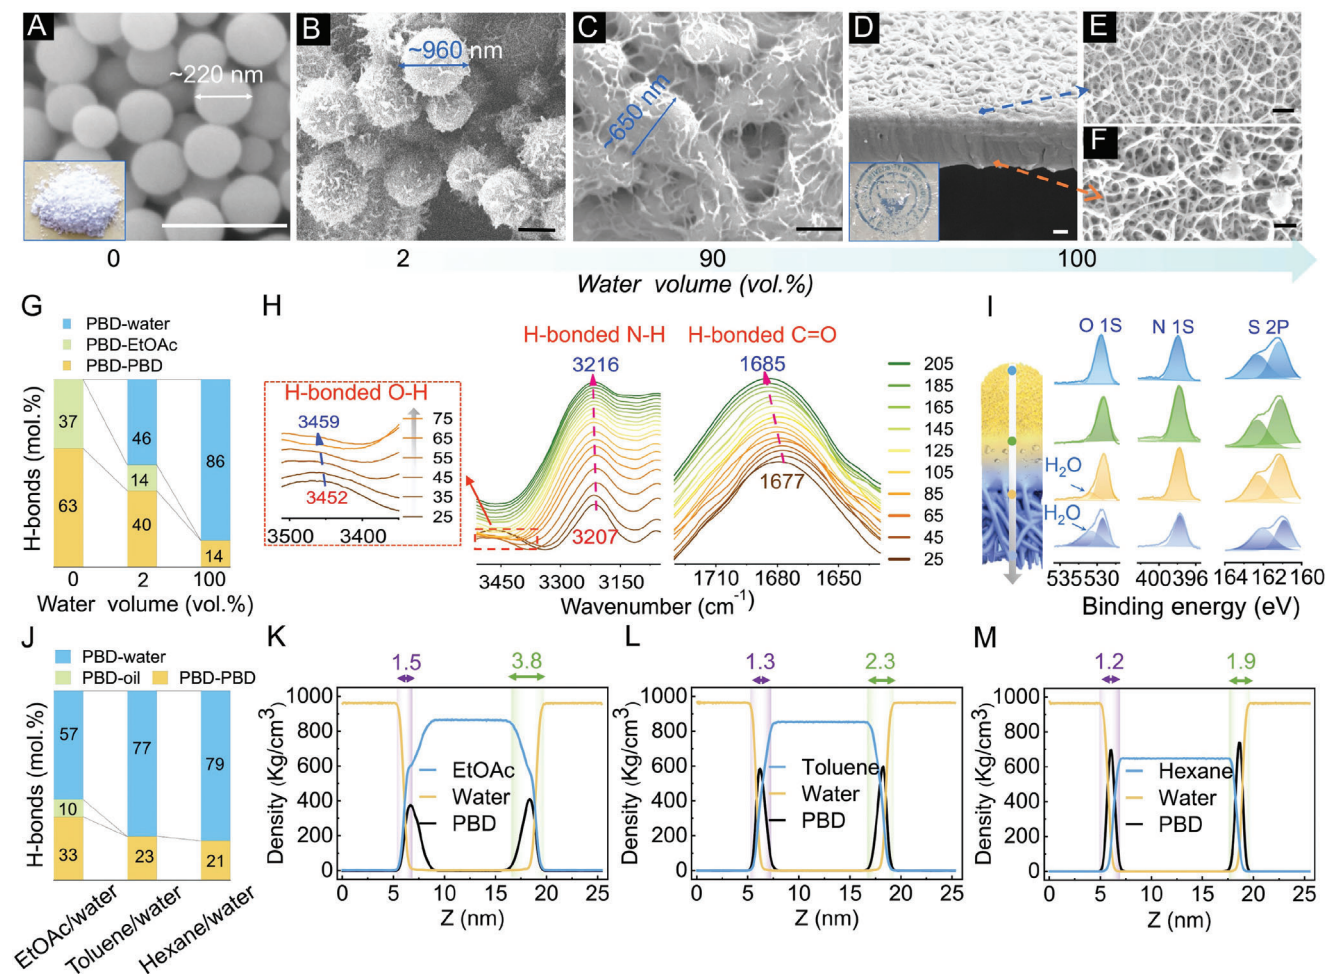 A
~220 nm
B
~960 nm
C
~650 nm
D
E
F
0 2 90 100
Water volume (vol.%)
G
PBD-water
PBD-EtOAc
PBD-PBD
H-bonds (mol.%)
37 46 86
14
63 40 14
0 2 100
Water volume (vol.%)
H
H-bonded N-H H-bonded C=O
3216 1685
H-bonded O-H
3459
3452
75
65
55
45
35
25
3500 3400
3207
1677
205
185
165
145
125
105
85
65
45
25
3450 3300 3150 1710 1680 1650
Wavenumber (cm-1)
I
O 1S N 1S S 2P
H2O
H2O
535 530 400 396 164 162 160
Binding energy (eV)
J
PBD-water
PBD-oil PBD-PBD
H-bonds (mol.%)
57 77 79
10
33 23 21
EtOAc/water
Toluene/water
Hexane/water
K
1.5 3.8
Density (Kg/cm3)
1000
800
600
400
200
0
EtOAc
Water
PBD
0 5 10 15 20 25
Z (nm)
L
1.3 2.3
Density (Kg/cm3)
1000
800
600
400
200
0
Toluene
Water
PBD
0 5 10 15 20 25
Z (nm)
M
1.2 1.9
Density (Kg/cm3)
1000
800
600
400
200
0
Hexane
Water
PBD
0 5 10 15 20 25
Z (nm)